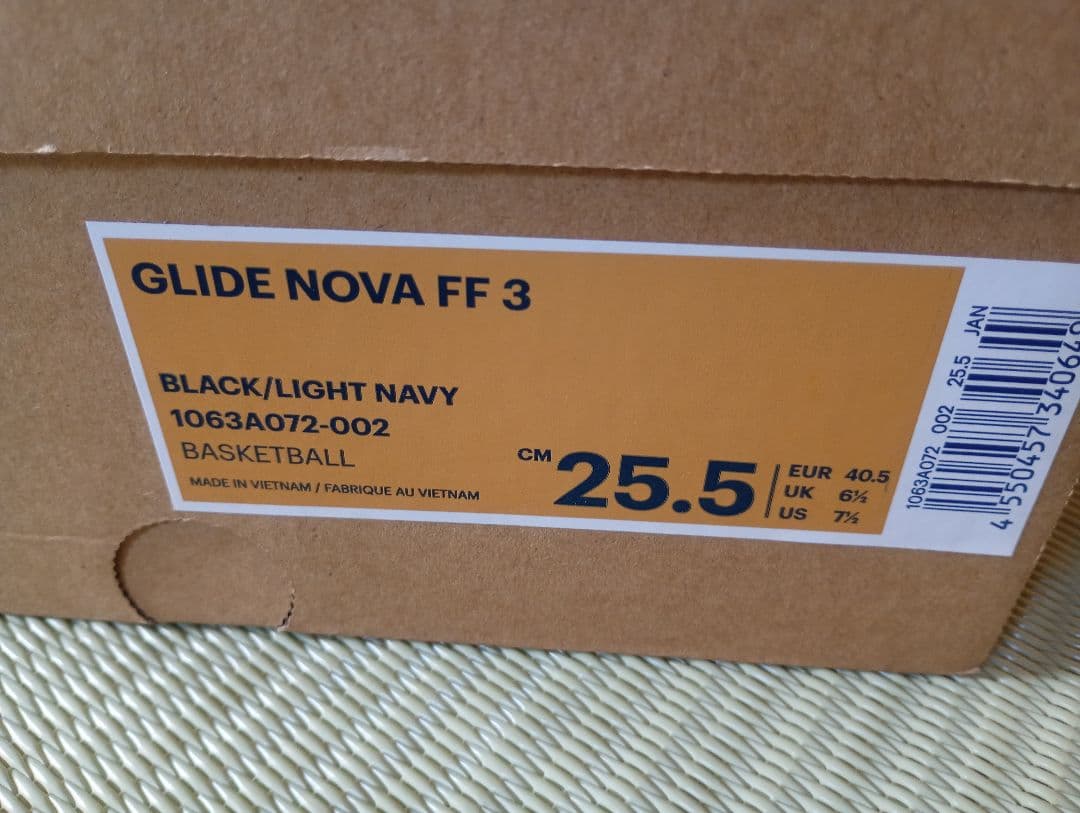 GLIDE NOVA FF 3
BLACK/LIGHT NAVY
1063A072-002
BASKETBALL
MADE IN VIETNAM / FABRIQUE AU VIETNAM
CM 25.5
EUR 40.5
UK 6½
US 7½
1063A072 002 25.5 JAN
4550457340649